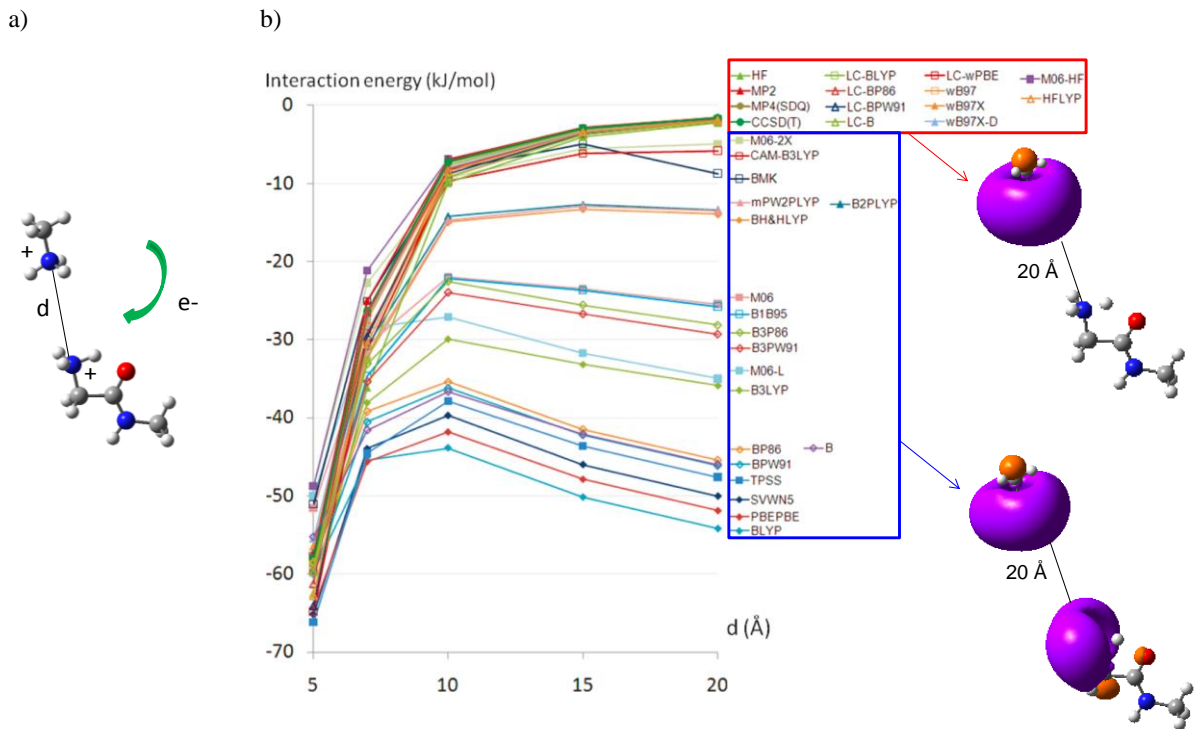 a)
b)
+
d
e-
+
Interaction energy (kJ/mol)
0
-10
-20
-30
-40
-50
-60
-70
5
10
15
20
d (Å)
HF LC-BLYP LC-wPBE M06-HF
MP2 LC-BP86 wB97 HFLYP
MP4(SDQ) LC-BPW91 wB97X
CCSD(T) LC-B wB97X-D
M06-2X
CAM-B3LYP
BMK
mPW2PLYP B2PLYP
BH&HLYP
M06
B1B95
B3P86
B3PW91
M06-L
B3LYP
BP86 B
BPW91
TPSS
SVWN5
PBEPBE
BLYP
20 Å
20 Å